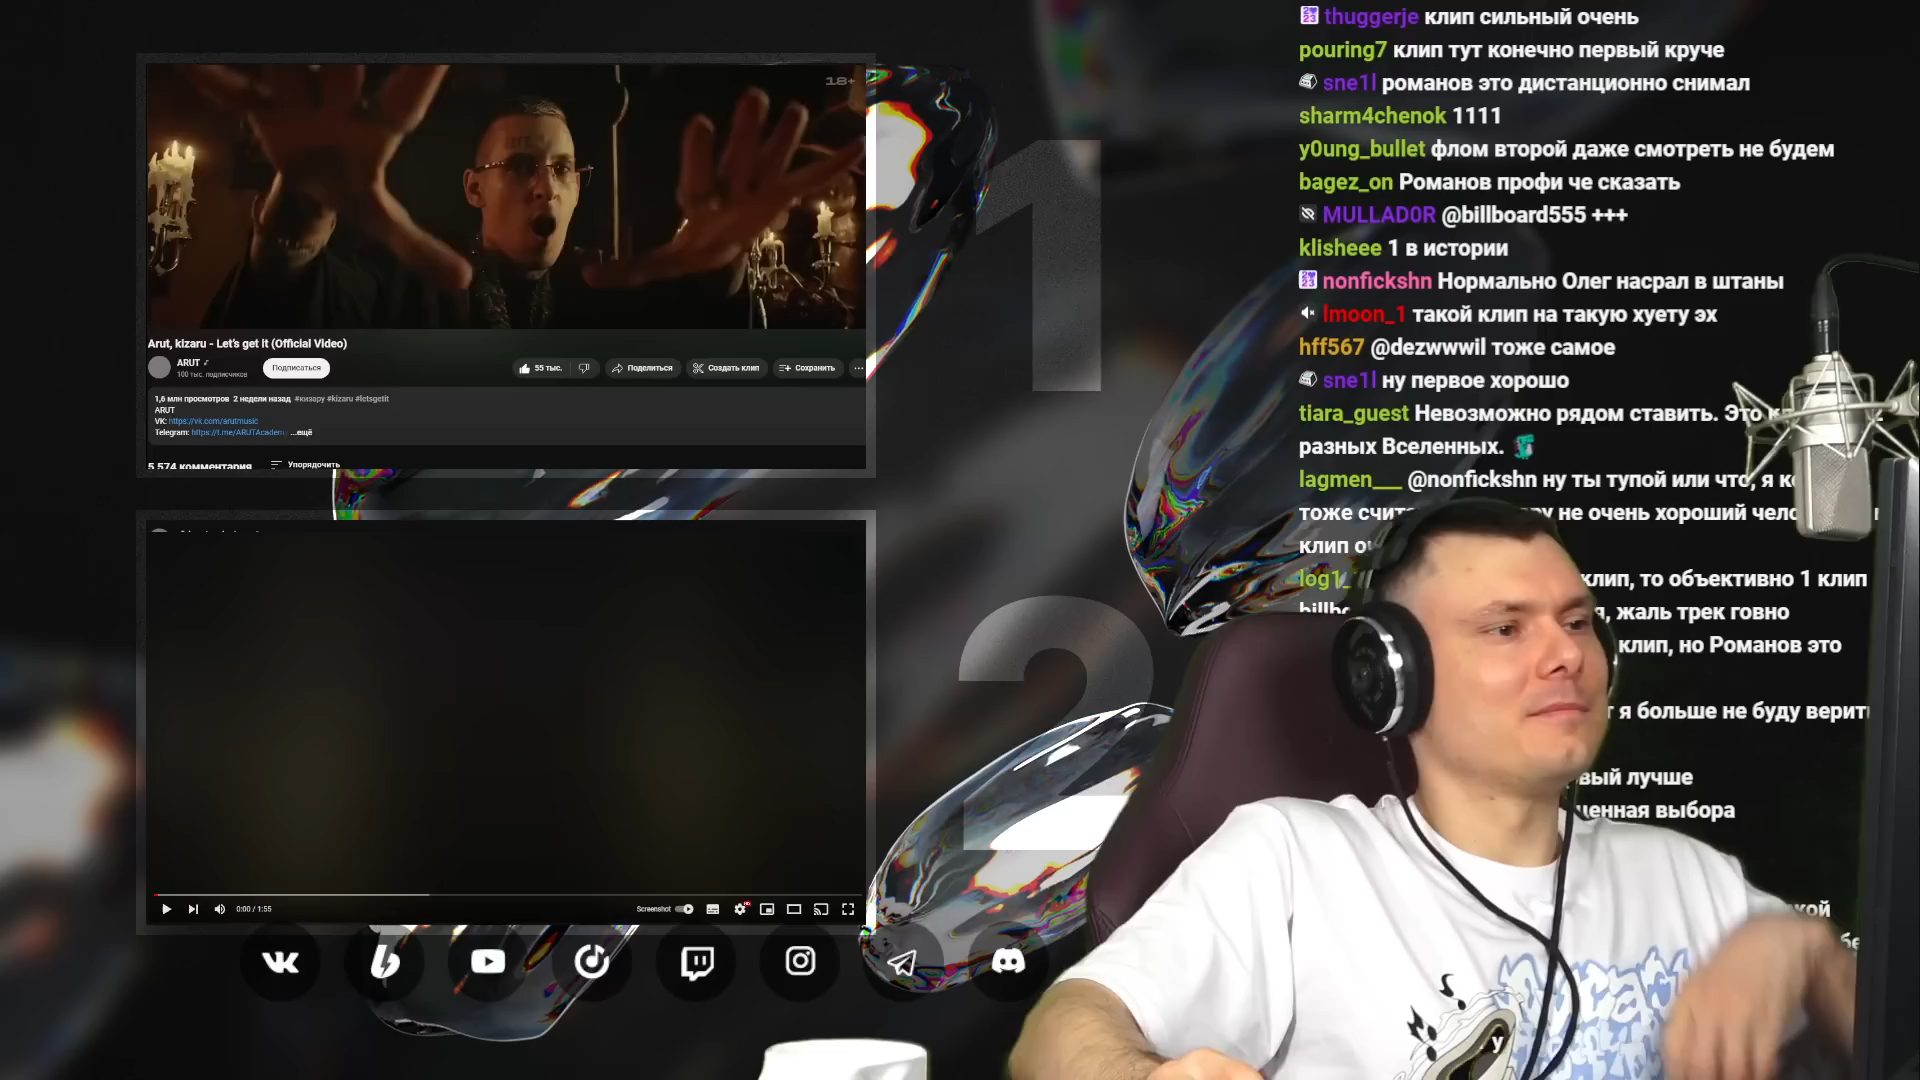 18+
Arut, kizaru - Let's get it (Official Video)
ARUT
100 тыс. подписчиков
Подписаться
55 тыс.
Поделиться
Создать клип
Сохранить
1,6 млн просмотров 2 недели назад #кизару #kizaru #letsgetit
ARUT
VK: https://vk.com/arutmusic
Telegram: https://t.me/ARUTAcadem ...ещё
5 574 комментария
Упорядочить
1
2
0:00 / 1:55
Screenshot
thuggerje клип сильный очень
pouring7 клип тут конечно первый круче
sne1l романов это дистанционно снимал
sharm4chenok 1111
y0ung_bullet флом второй даже смотреть не будем
bagez_on Романов профи че сказать
MULLAD0R @billboard555 +++
klisheee 1 в истории
nonfickshn Нормально Олег насрал в штаны
lmoon_1 такой клип на такую хуету эх
hff567 @dezwwwil тоже самое
sne1l ну первое хорошо
tiara_guest Невозможно рядом ставить. Это
разных Вселенных.
lagmen___ @nonfickshn ну ты тупой или что, я
тоже не очень хороший
клип
log1_ клип, то объективно 1 клип
жаль трек говно
клип, но Романов это
я больше не буду
лучше
выбора